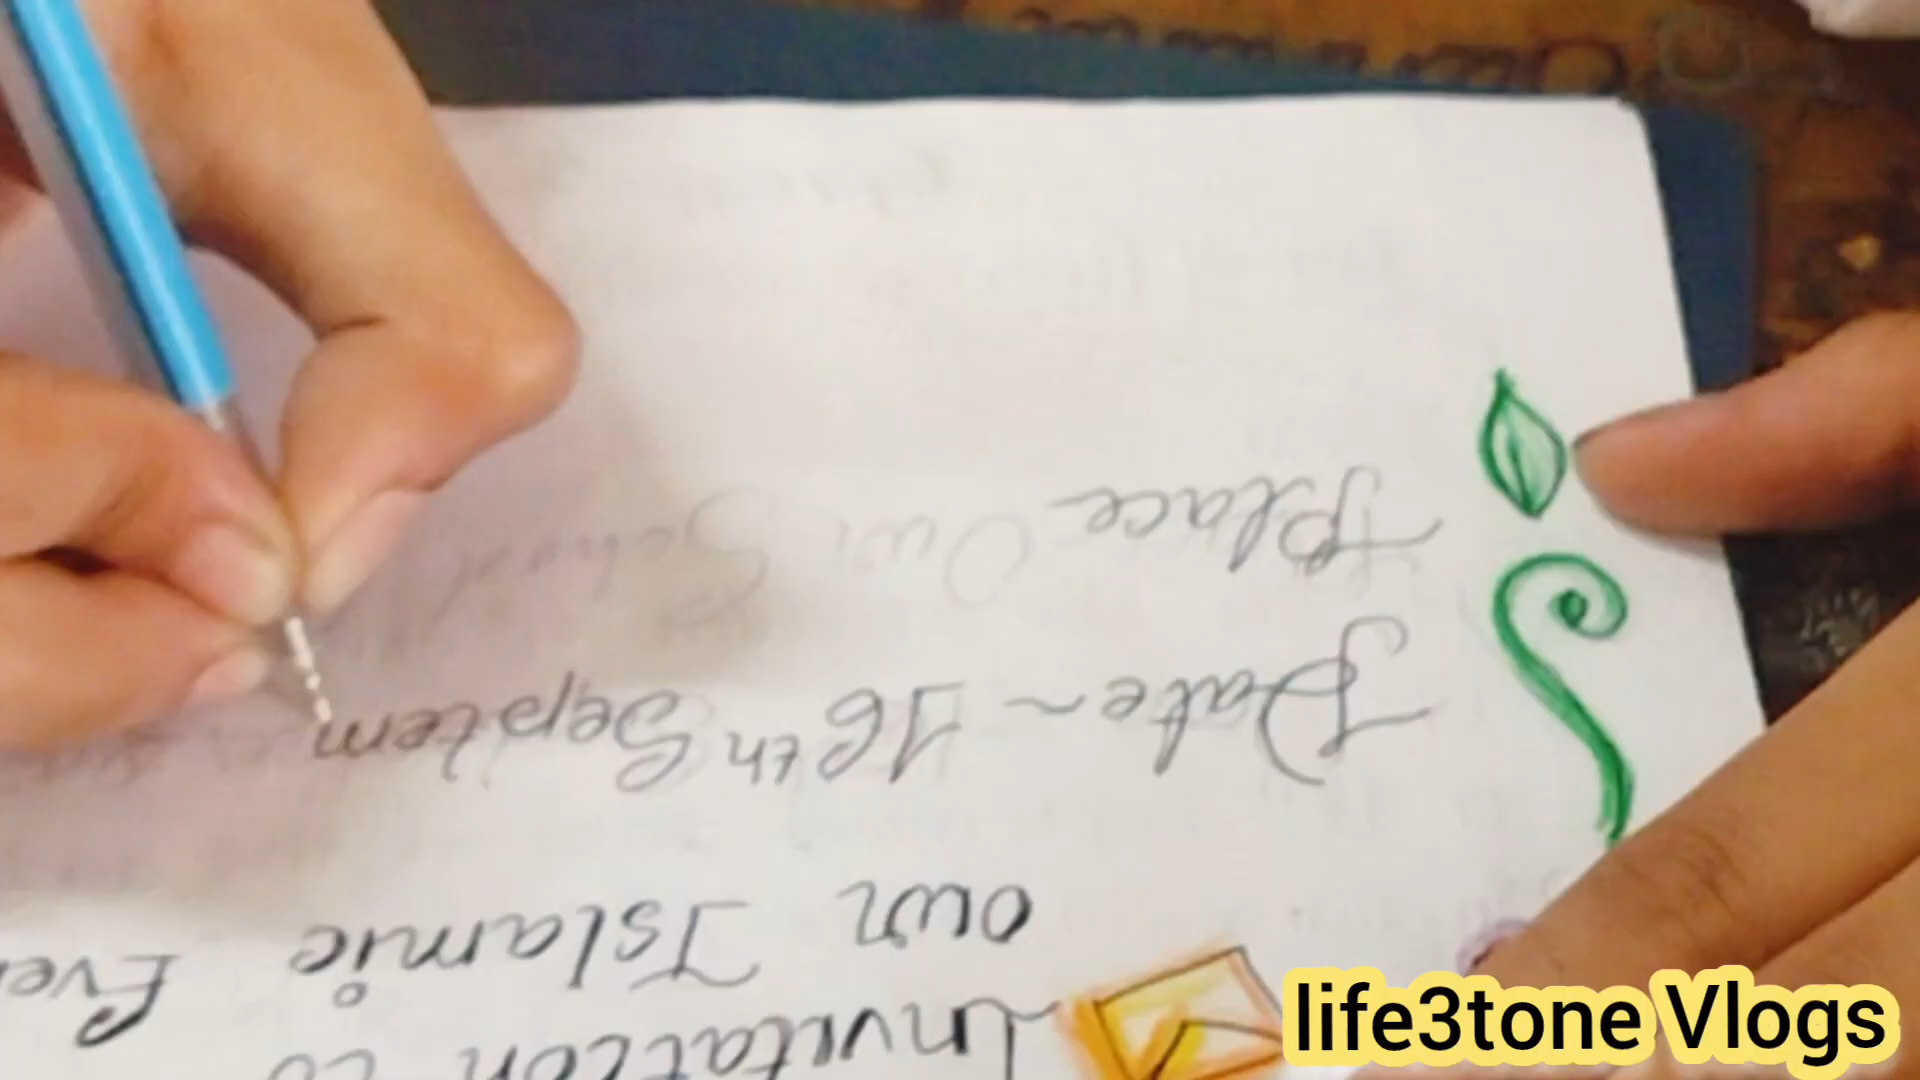 Invitation to
our Islamic Eve
Date~ 16th Septem
Place Our School
life3tone Vlogs